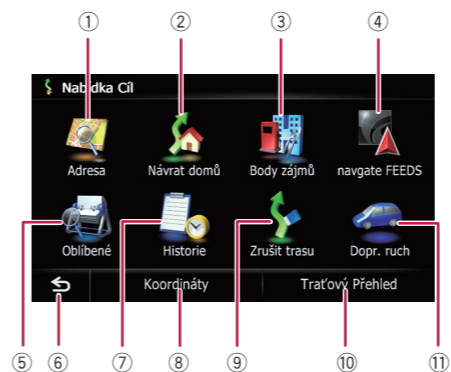 ① ② ③ ④
Nabídka Cíl
Adresa Návrat domů Body zájmů navgate FEEDS
Oblíbené Historie Zrušit trasu Dopr. ruch
Koordináty Traťový Přehled
⑤ ⑥ ⑦ ⑧ ⑨ ⑩ ⑪